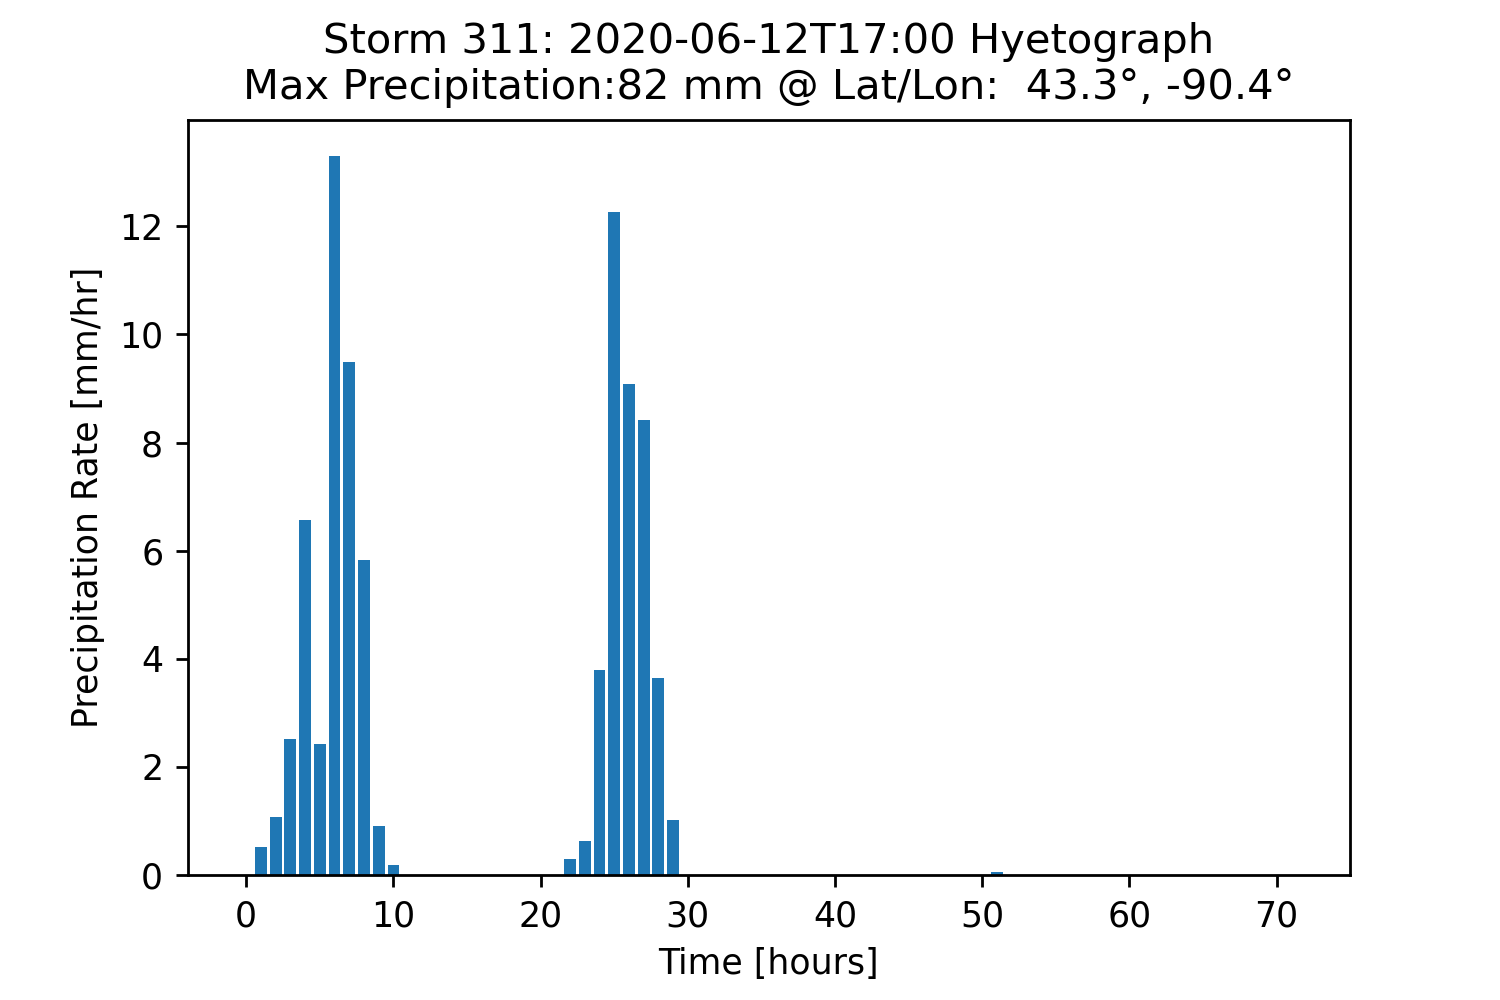 Storm 311: 2020-06-12T17:00 Hyetograph
Max Precipitation:82 mm @ Lat/Lon:  43.3°, -90.4°
12
10
8
6
4
2
0
Precipitation Rate [mm/hr]
0 10 20 30 40 50 60 70
Time [hours]